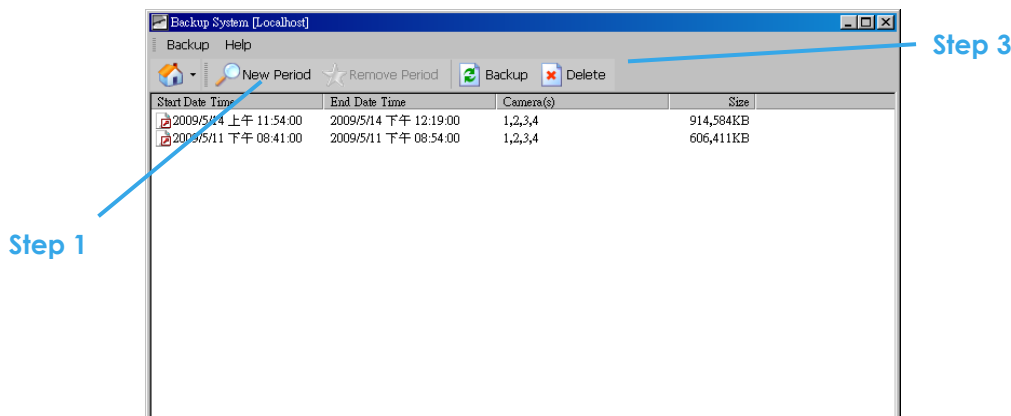 Backup System [Localhost]
Backup Help
Step 3
New Period Remove Period Backup Delete
Start Date Time End Date Time Camera(s) Size
2009/5/14 上午 11:54:00 2009/5/14 下午 12:19:00 1,2,3,4 914,584KB
2009/5/11 下午 08:41:00 2009/5/11 下午 08:54:00 1,2,3,4 606,411KB
Step 1